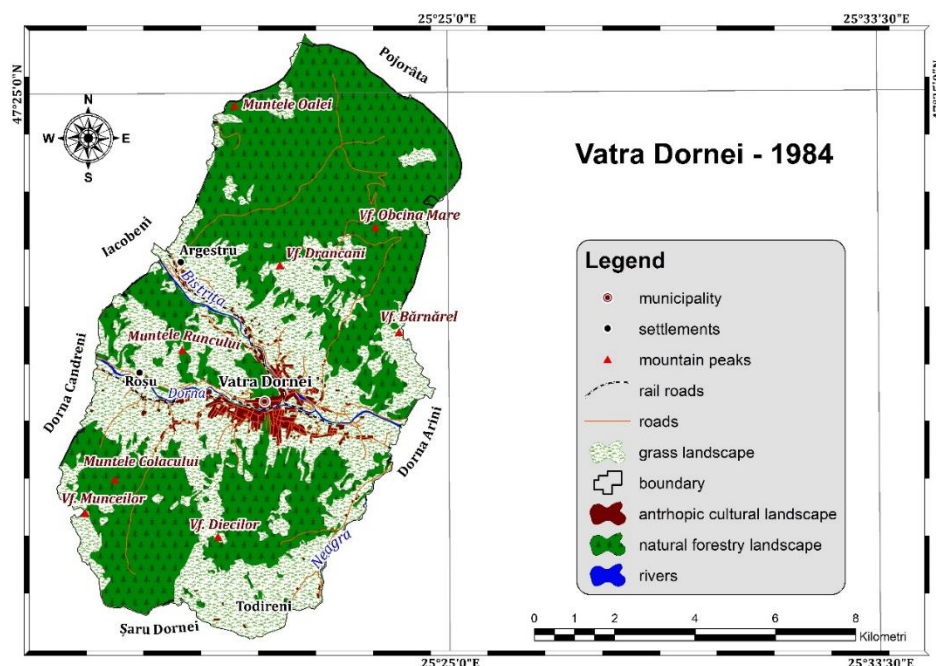 25°25'0"E
25°33'30"E
47°25'0"N
47°25'0"N
Pojorâta
Muntele Oalei
N
W E
S
Vatra Dornei - 1984
Vf. Obcina Mare
Iacobeni
Argestru
Vf. Drancani
Bistrița
Vf. Bărnărel
Muntele Runcului
Dorna Candreni
Roșu
Dorna
Vatra Dornei
Dorna Arini
Muntele Colacului
Vf. Munceilor
Vf. Diecilor
Neagra
Todireni
Șaru Dornei
Legend
municipality
settlements
mountain peaks
rail roads
roads
grass landscape
boundary
antrhopic cultural landscape
natural forestry landscape
rivers
0 2 4 6 8
Kilometri
25°25'0"E
25°33'30"E